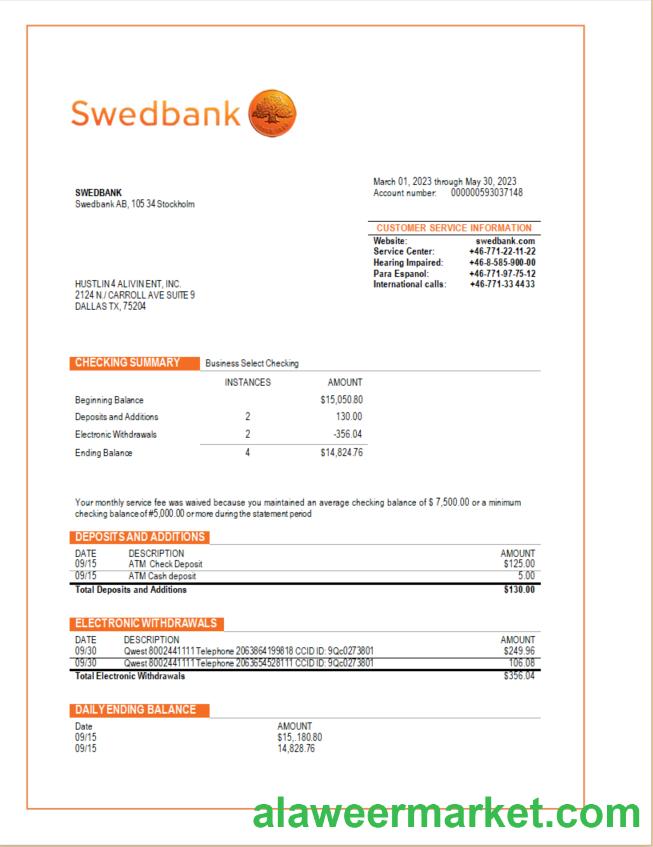 Swedbank
March 01, 2023 through May 30, 2023
Account number: 000000593037148
SWEDBANK
Swedbank AB, 105 34 Stockholm
CUSTOMER SERVICE INFORMATION
Website: swedbank.com
Service Center: +46-771-22-11-22
Hearing Impaired: +46-8-585-900-00
Para Espanol: +46-771-97-75-12
International calls: +46-771-33 44 33
HUSTLIN 4 ALIVIN ENT, INC.
2124 N./ CARROLL AVE SUITE 9
DALLAS TX, 75204
CHECKING SUMMARY Business Select Checking
INSTANCES AMOUNT
Beginning Balance $15,050.80
Deposits and Additions 2 130.00
Electronic Withdrawals 2 -356.04
Ending Balance 4 $14,824.76
Your monthly service fee was waived because you maintained an average checking balance of $ 7,500.00 or a minimum
checking balance of #5,000.00 or more during the statement period
DEPOSITS AND ADDITIONS
DATE DESCRIPTION AMOUNT
09/15 ATM Check Deposit $125.00
09/15 ATM Cash deposit 5.00
Total Deposits and Additions $130.00
ELECTRONIC WITHDRAWALS
DATE DESCRIPTION AMOUNT
09/30 Qwest 8002441111 Telephone 2063864199818 CCID ID: 9Qc0273801 $249.96
09/30 Qwest 8002441111 Telephone 2063654528111 CCID ID: 9Qc0273801 106.08
Total Electronic Withdrawals $356.04
DAILY ENDING BALANCE
Date AMOUNT
09/15 $15,.180.80
09/15 14,828.76
alaweermarket.com